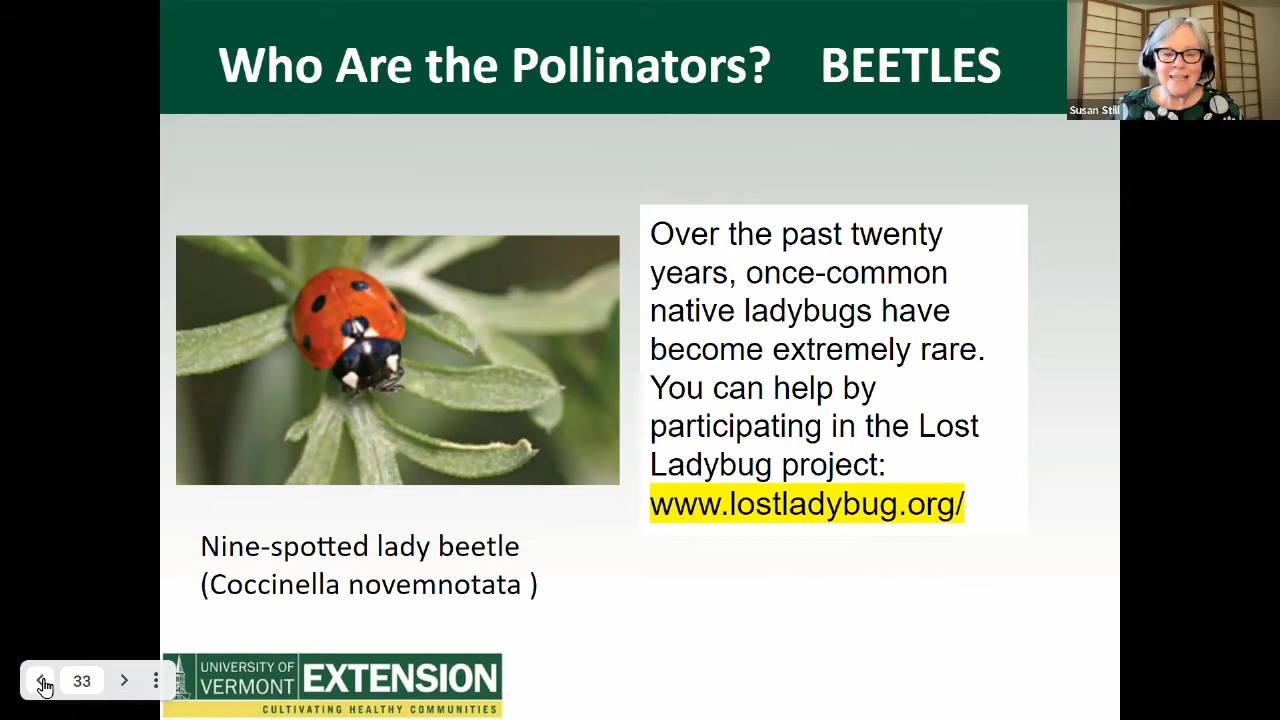 Who Are the Pollinators? BEETLES
Susan Still
Over the past twenty
years, once-common
native ladybugs have
become extremely rare.
You can help by
participating in the Lost
Ladybug project:
www.lostladybug.org/
Nine-spotted lady beetle
(Coccinella novemnotata )
33
UNIVERSITY OF
VERMONT
EXTENSION
CULTIVATING HEALTHY COMMUNITIES